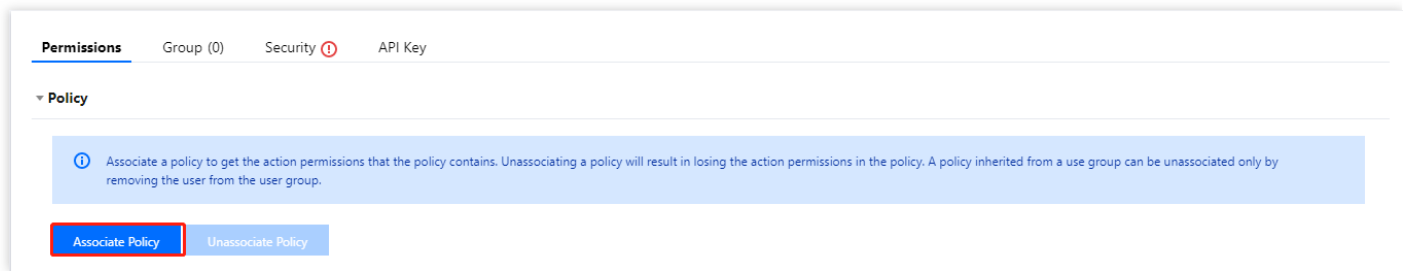 Permissions Group (0) Security API Key
Policy
Associate a policy to get the action permissions that the policy contains. Unassociating a policy will result in losing the action permissions in the policy. A policy inherited from a use group can be unassociated only by
removing the user from the user group.
Associate Policy Unassociate Policy